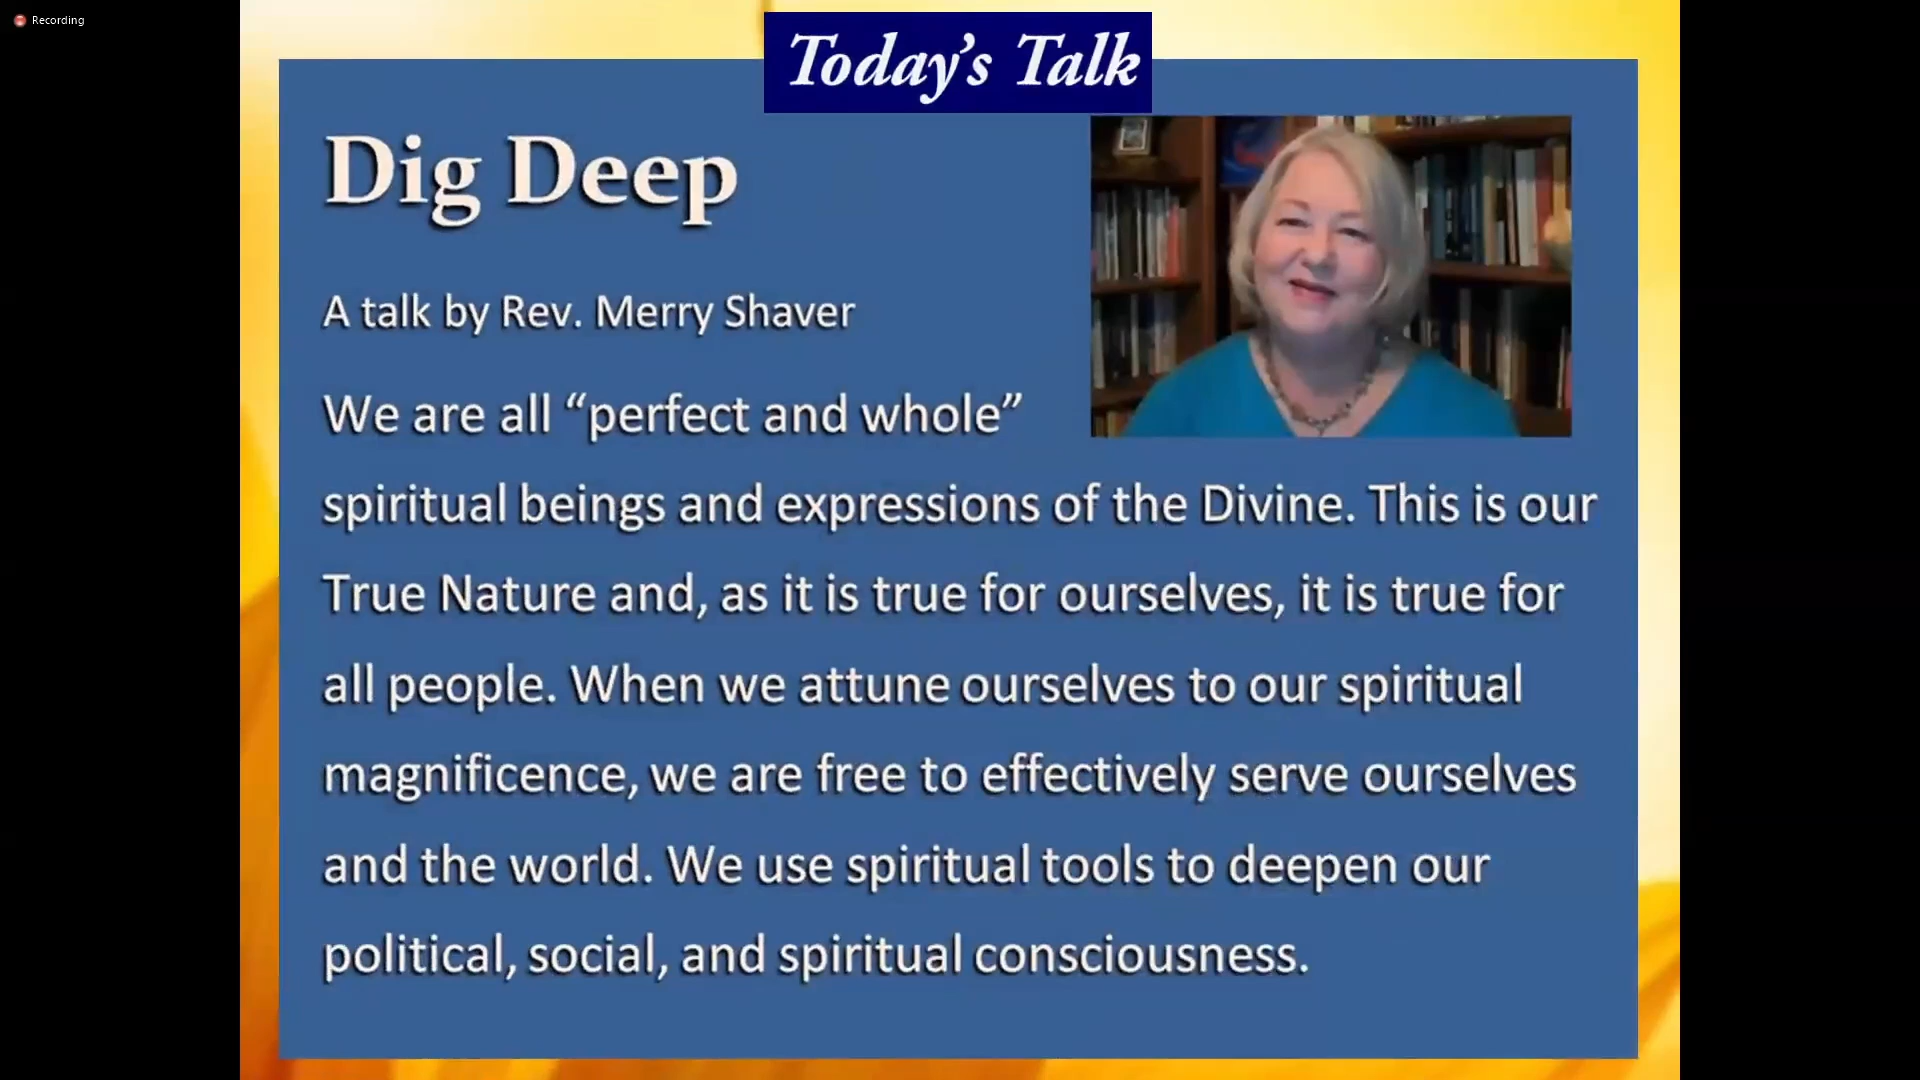 Recording
Today's Talk
Dig Deep
A talk by Rev. Merry Shaver
We are all “perfect and whole”
spiritual beings and expressions of the Divine. This is our
True Nature and, as it is true for ourselves, it is true for
all people. When we attune ourselves to our spiritual
magnificence, we are free to effectively serve ourselves
and the world. We use spiritual tools to deepen our
political, social, and spiritual consciousness.